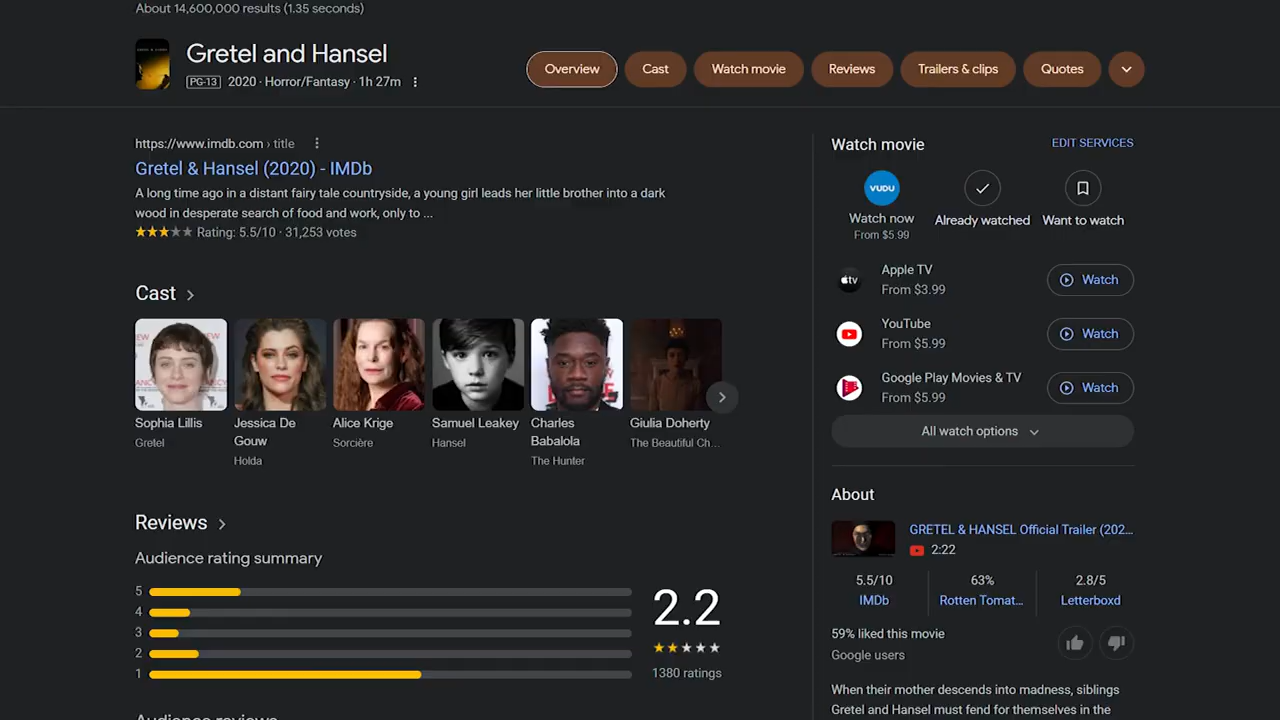 About 14,600,000 results (1.35 seconds)
Gretel and Hansel
PG-13 2020 · Horror/Fantasy · 1h 27m
Overview
Cast
Watch movie
Reviews
Trailers & clips
Quotes
https://www.imdb.com › title
Gretel & Hansel (2020) - IMDb
A long time ago in a distant fairy tale countryside, a young girl leads her little brother into a dark
wood in desperate search of food and work, only to ...
Rating: 5.5/10 · 31,253 votes
Cast
Sophia Lillis
Gretel
Jessica De
Gouw
Holda
Alice Krige
Sorcière
Samuel Leakey
Hansel
Charles
Babalola
The Hunter
Giulia Doherty
The Beautiful Ch...
Reviews
Audience rating summary
5
4
3
2
1
2.2
1380 ratings
Watch movie
EDIT SERVICES
VUDU
Watch now
From $5.99
Already watched
Want to watch
Apple TV
From $3.99
Watch
YouTube
From $5.99
Watch
Google Play Movies & TV
From $5.99
Watch
All watch options
About
GRETEL & HANSEL Official Trailer (202...
2:22
5.5/10
IMDb
63%
Rotten Tomat...
2.8/5
Letterboxd
59% liked this movie
Google users
When their mother descends into madness, siblings
Gretel and Hansel must fend for themselves in the